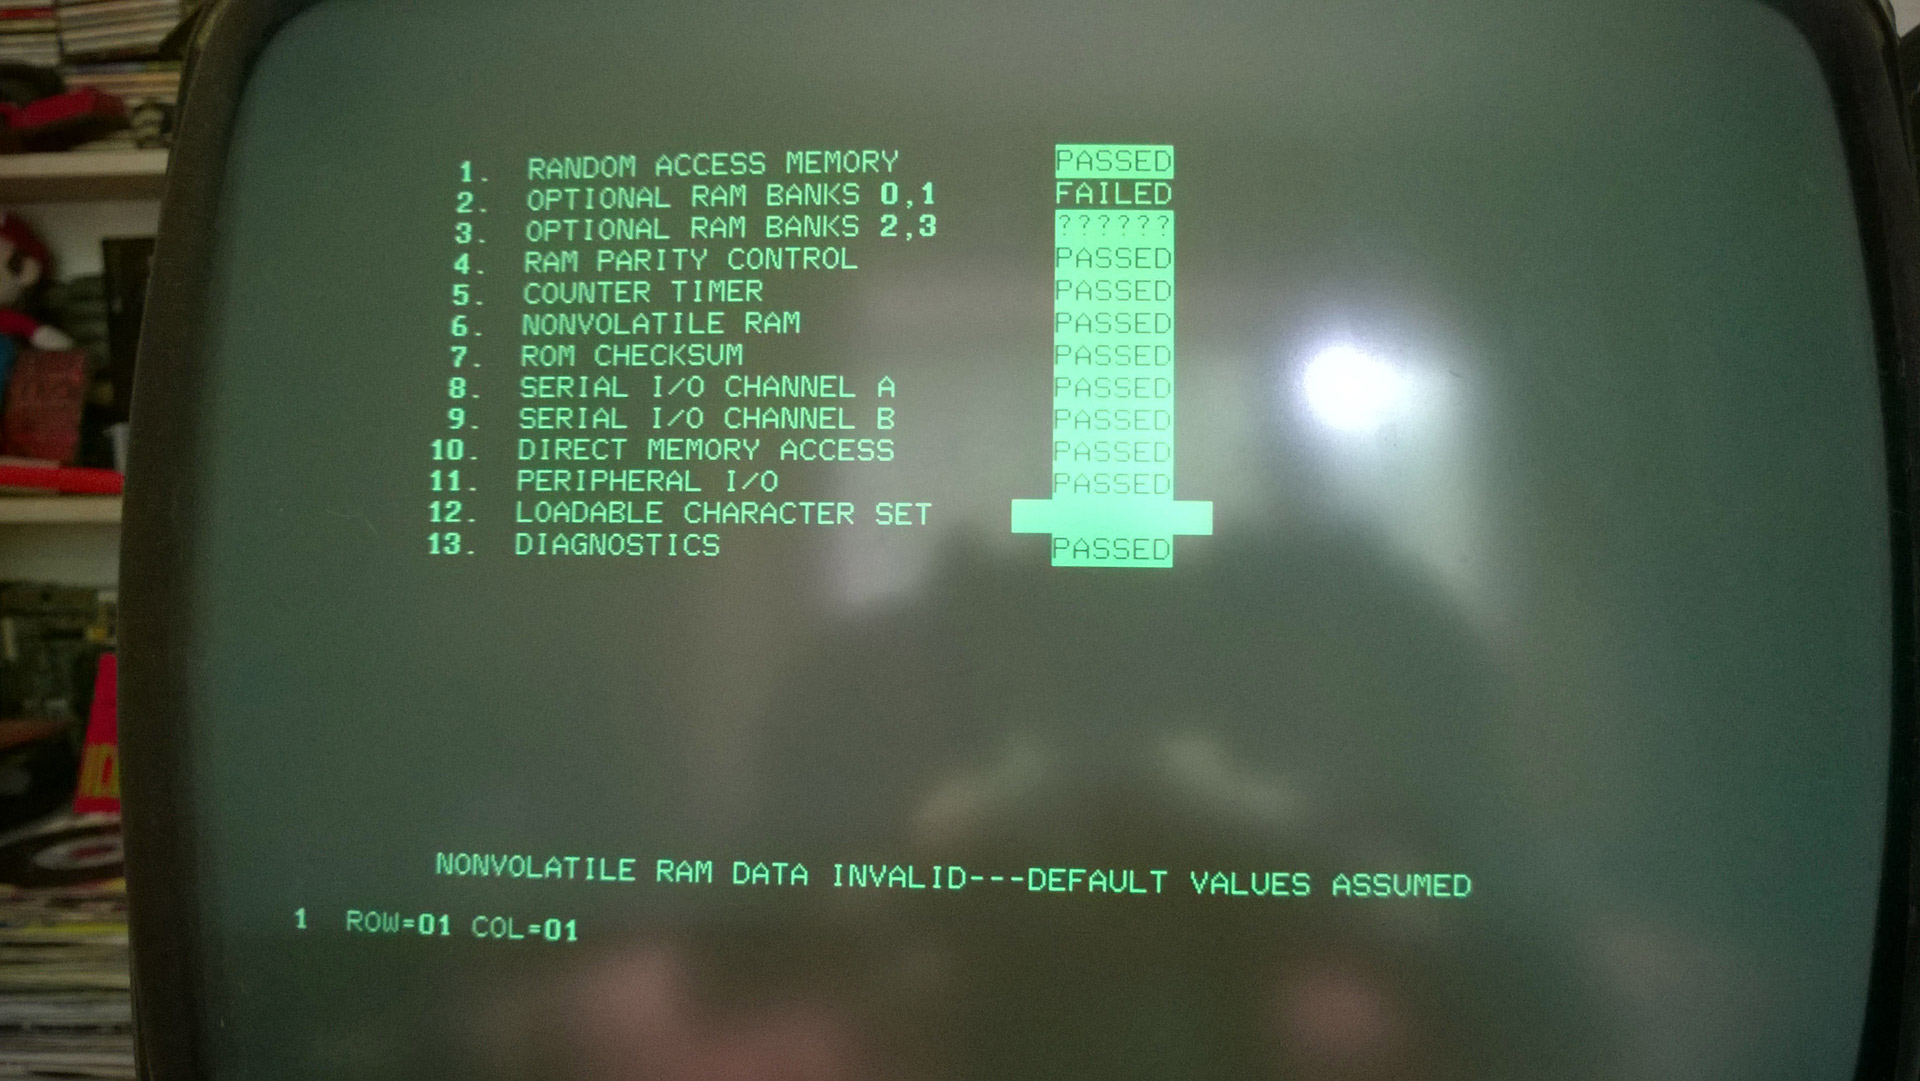 1. RANDOM ACCESS MEMORY PASSED
2. OPTIONAL RAM BANKS 0,1 FAILED
3. OPTIONAL RAM BANKS 2,3 ??????
4. RAM PARITY CONTROL PASSED
5. COUNTER TIMER PASSED
6. NONVOLATILE RAM PASSED
7. ROM CHECKSUM PASSED
8. SERIAL I/O CHANNEL A PASSED
9. SERIAL I/O CHANNEL B PASSED
10. DIRECT MEMORY ACCESS PASSED
11. PERIPHERAL I/O PASSED
12. LOADABLE CHARACTER SET
13. DIAGNOSTICS PASSED
NONVOLATILE RAM DATA INVALID---DEFAULT VALUES ASSUMED
1 ROW=01 COL=01